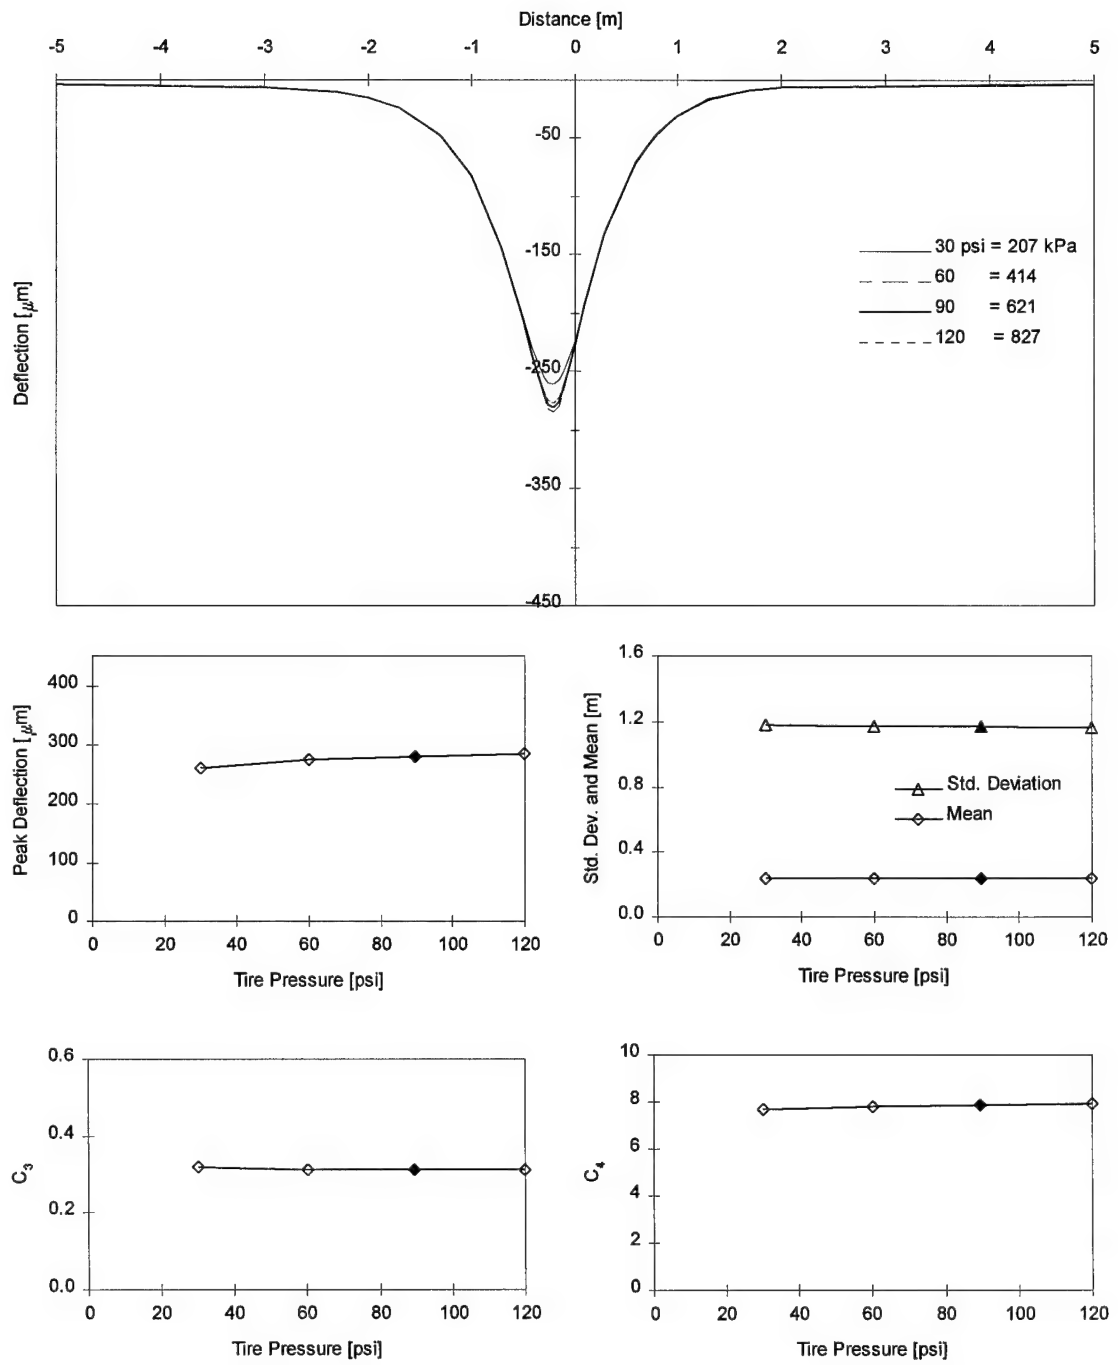 Distance [m]
-5 -4 -3 -2 -1 0 1 2 3 4 5
-50
-150
-250
-350
-450
Deflection [μm]
30 psi = 207 kPa
60 = 414
90 = 621
120 = 827
400
300
200
100
0
Peak Deflection [μm]
0 20 40 60 80 100 120
Tire Pressure [psi]
1.6
1.2
0.8
0.4
0.0
Std. Dev. and Mean [m]
Std. Deviation
Mean
0 20 40 60 80 100 120
Tire Pressure [psi]
0.6
0.4
0.2
0.0
C₃
0 20 40 60 80 100 120
Tire Pressure [psi]
10
8
6
4
2
0
C₄
0 20 40 60 80 100 120
Tire Pressure [psi]